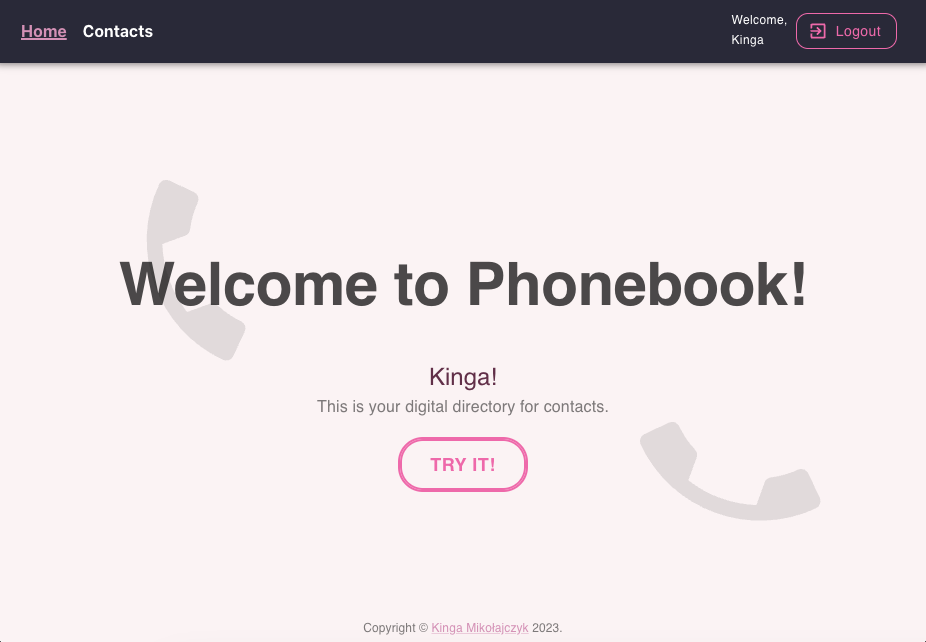 Home Contacts
Welcome,
Kinga
Logout
Welcome to Phonebook!
Kinga!
This is your digital directory for contacts.
TRY IT!
Copyright © Kinga Mikołajczyk 2023.